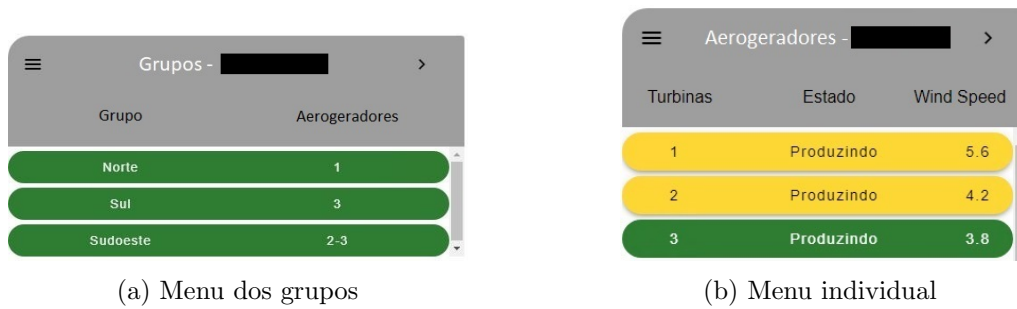 Grupos -
Grupo Aerogeradores
Norte 1
Sul 3
Sudoeste 2-3
(a) Menu dos grupos
Aerogeradores -
Turbinas Estado Wind Speed
1 Produzindo 5.6
2 Produzindo 4.2
3 Produzindo 3.8
(b) Menu individual